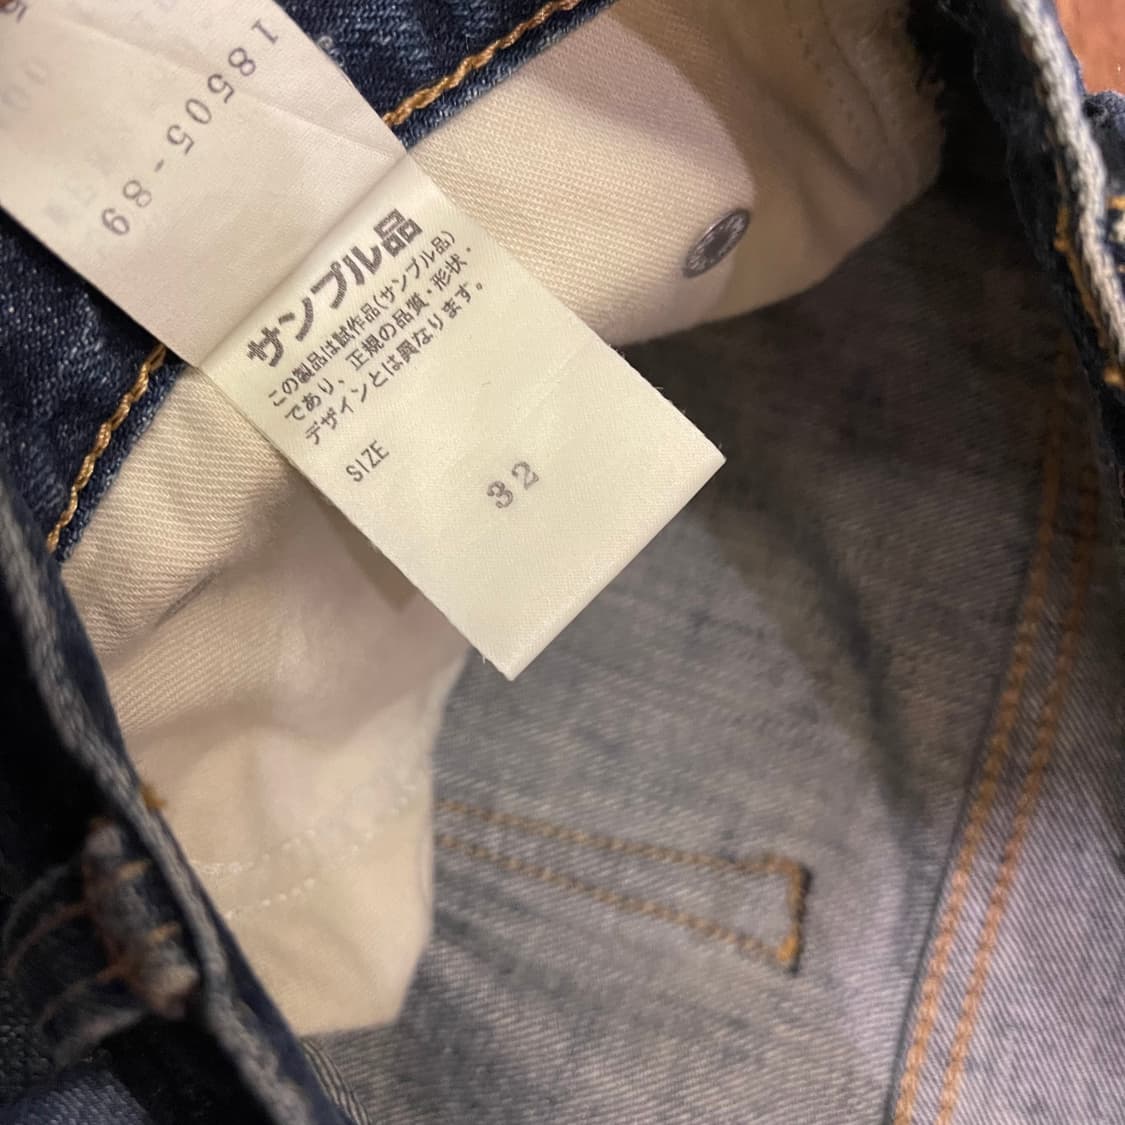 18505-89
サンプル品
この製品は試作品(サンプル品)
であり、正規の品質・形状・
デザインとは異なります。
SIZE
32